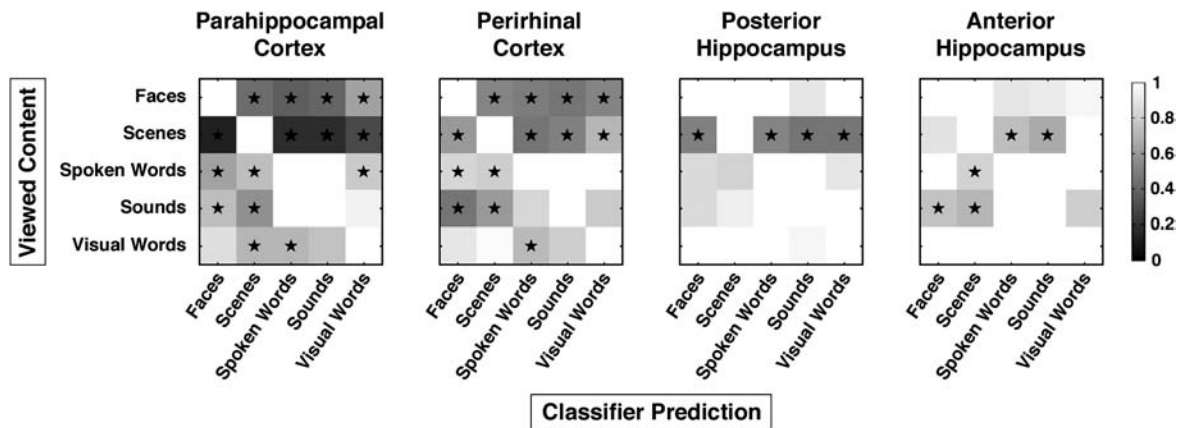 Parahippocampal
Cortex
Perirhinal
Cortex
Posterior
Hippocampus
Anterior
Hippocampus
Viewed Content
Faces
Scenes
Spoken Words
Sounds
Visual Words
Faces
Scenes
Spoken Words
Sounds
Visual Words
Faces
Scenes
Spoken Words
Sounds
Visual Words
Faces
Scenes
Spoken Words
Sounds
Visual Words
Faces
Scenes
Spoken Words
Sounds
Visual Words
1
0.8
0.6
0.4
0.2
0
Classifier Prediction